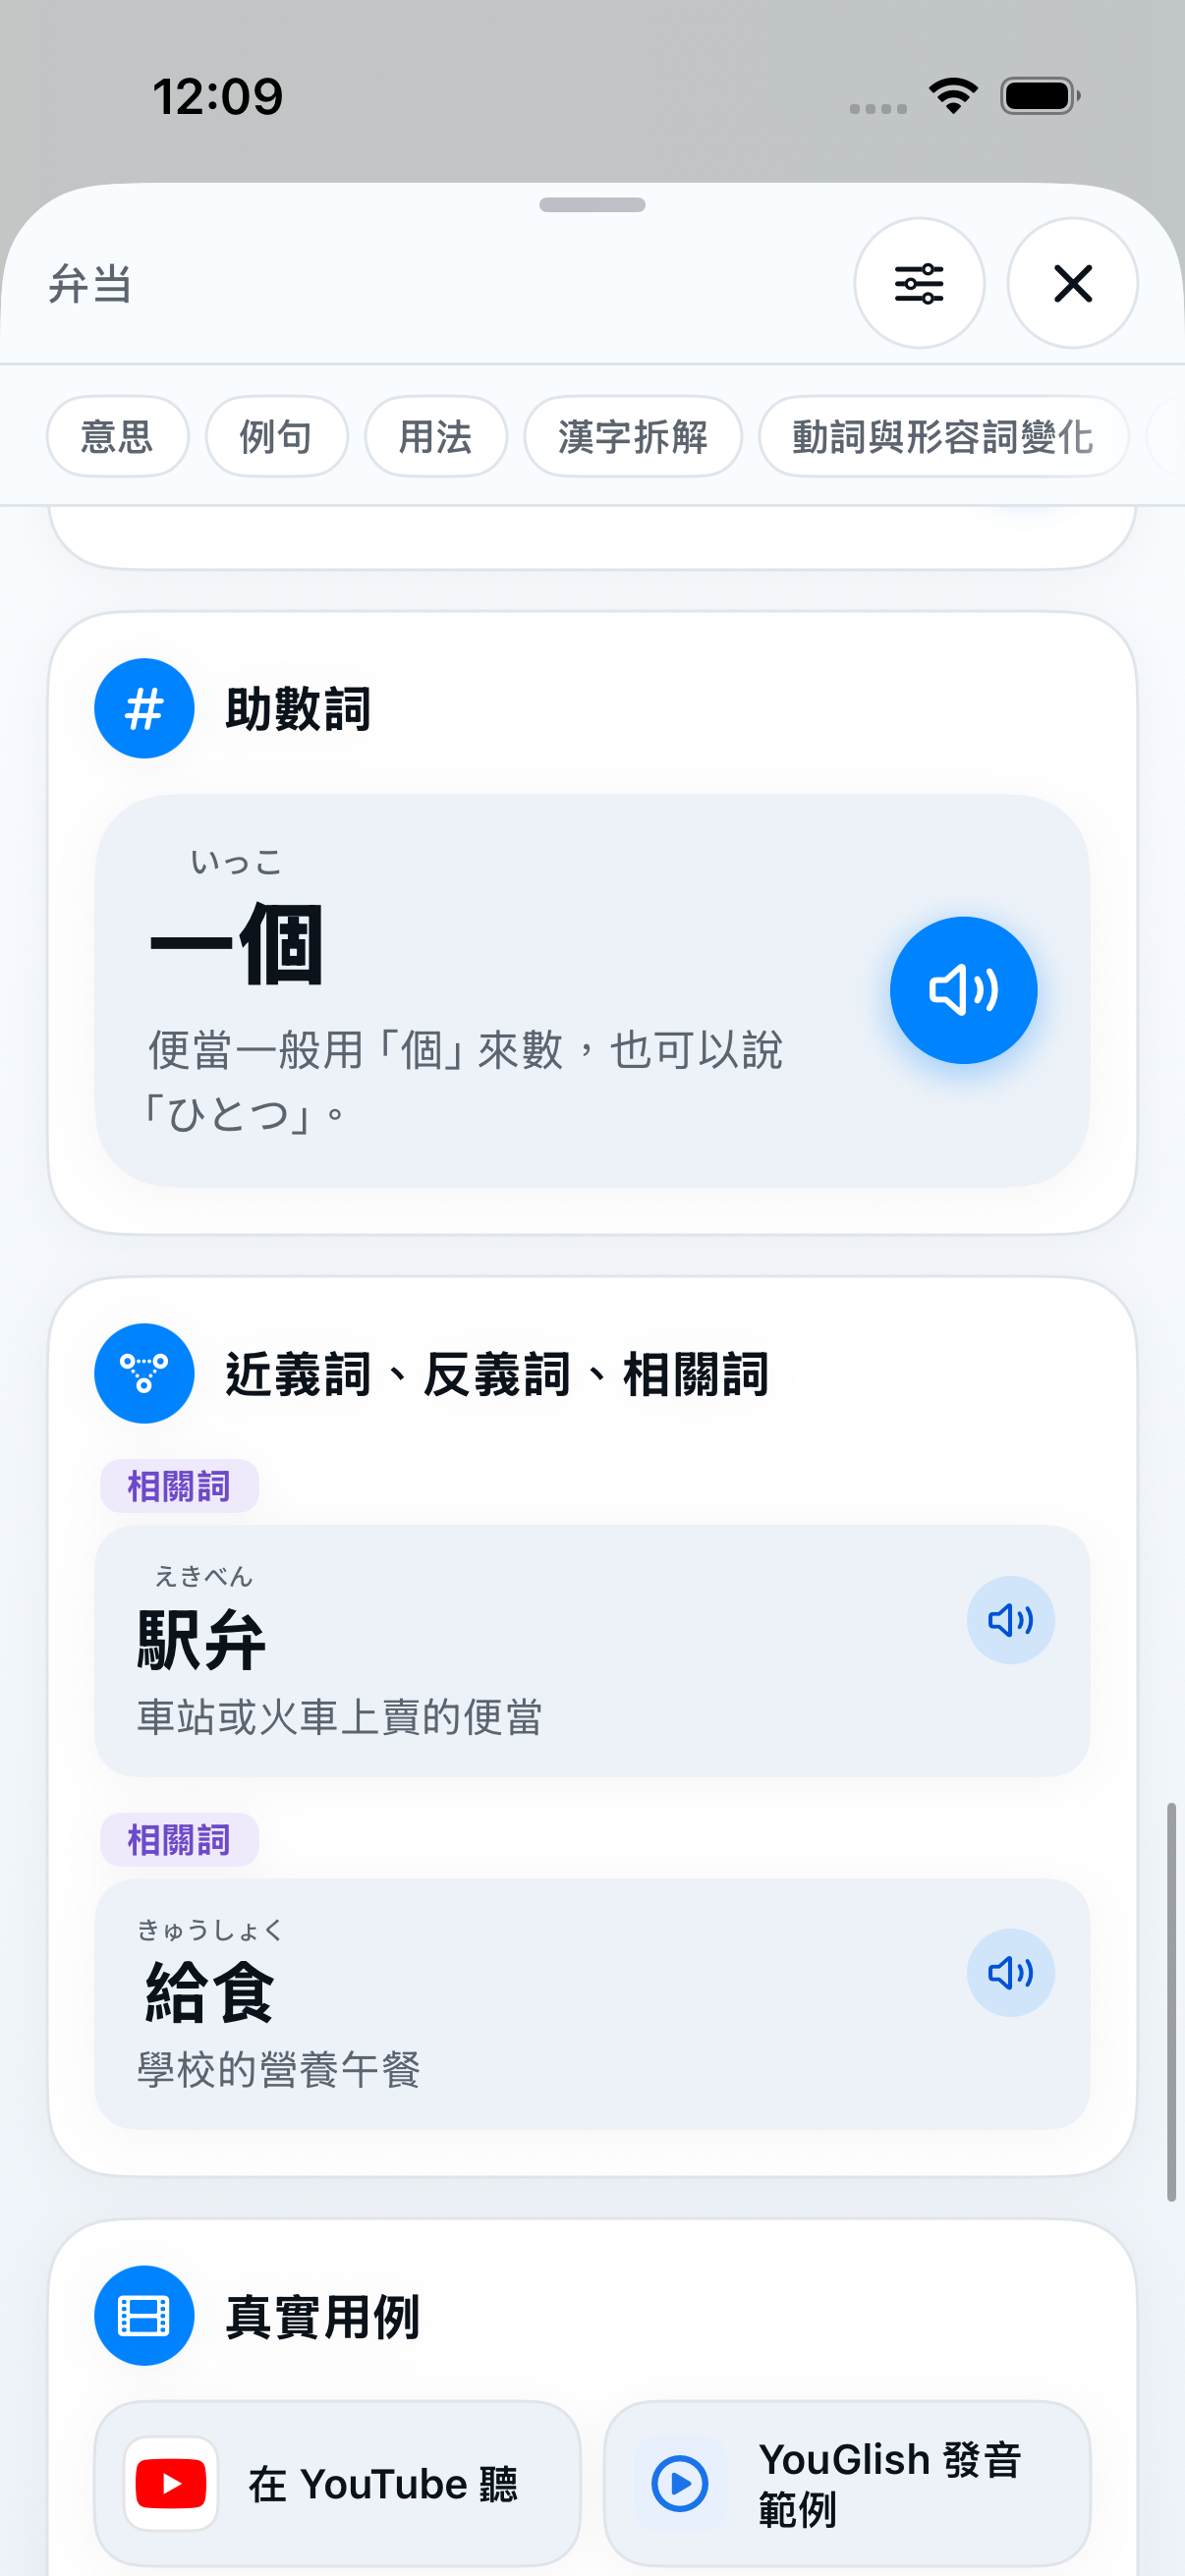 12:09
弁当
意思
例句
用法
漢字拆解
動詞與形容詞變化
助數詞
いっこ
一個
便當一般用「個」來數，也可以說
「ひとつ」。
近義詞、反義詞、相關詞
相關詞
えきべん
駅弁
車站或火車上賣的便當
相關詞
きゅうしょく
給食
學校的營養午餐
真實用例
在 YouTube 聽
YouGlish 發音
範例